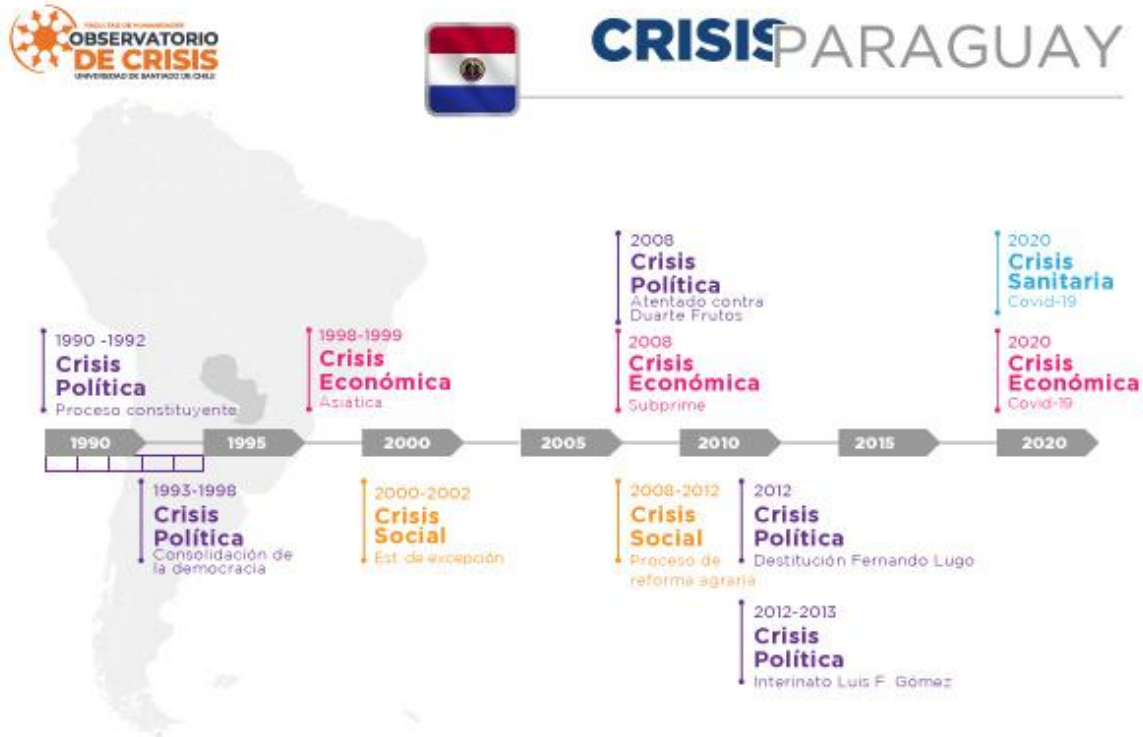 FACULTAD DE HUMANIDADES
OBSERVATORIO
DE CRISIS
UNIVERSIDAD DE SANTIAGO DE CHILE
CRISIS PARAGUAY
2008
Crisis
Política
Atentado contra
Duarte Frutos
2020
Crisis
Sanitaria
Covid-19
1990 -1992
Crisis
Política
Proceso constituyente
1998-1999
Crisis
Económica
Asiática
2008
Crisis
Económica
Subprime
2020
Crisis
Económica
Covid-19
1990
1995
2000
2005
2010
2015
2020
1993-1998
Crisis
Política
Consolidación de
la democracia
2000-2002
Crisis
Social
Est. de excepción
2008-2012
Crisis
Social
Proceso de
reforma agraria
2012
Crisis
Política
Destitución Fernando Lugo
2012-2013
Crisis
Política
Interinato Luis F. Gómez